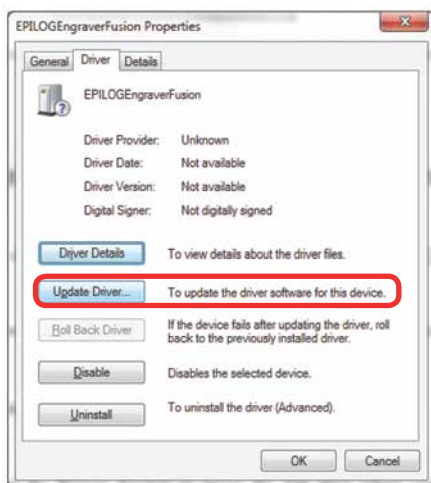 EPILOGEngraverFusion Properties
General Driver Details
EPILOGEngraverFusion
Driver Provider: Unknown
Driver Date: Not available
Driver Version: Not available
Digital Signer: Not digitally signed
Driver Details To view details about the driver files.
Update Driver... To update the driver software for this device.
Roll Back Driver If the device fails after updating the driver, roll
back to the previously installed driver.
Disable Disables the selected device.
Uninstall To uninstall the driver (Advanced).
OK Cancel